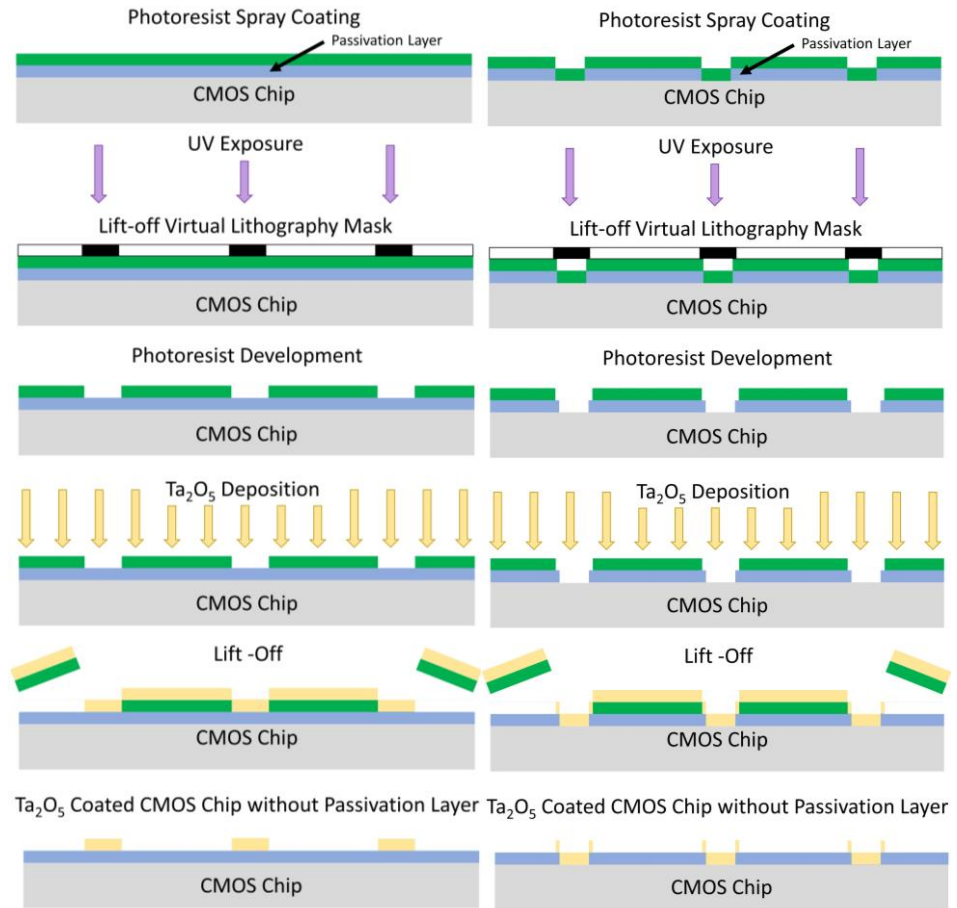 Photoresist Spray Coating
Passivation Layer
CMOS Chip
UV Exposure
Lift-off Virtual Lithography Mask
CMOS Chip
Photoresist Development
CMOS Chip
Ta₂O₅ Deposition
CMOS Chip
Lift -Off
CMOS Chip
Ta₂O₅ Coated CMOS Chip without Passivation Layer
CMOS Chip
Photoresist Spray Coating
Passivation Layer
CMOS Chip
UV Exposure
Lift-off Virtual Lithography Mask
CMOS Chip
Photoresist Development
CMOS Chip
Ta₂O₅ Deposition
CMOS Chip
Lift -Off
CMOS Chip
Ta₂O₅ Coated CMOS Chip without Passivation Layer
CMOS Chip